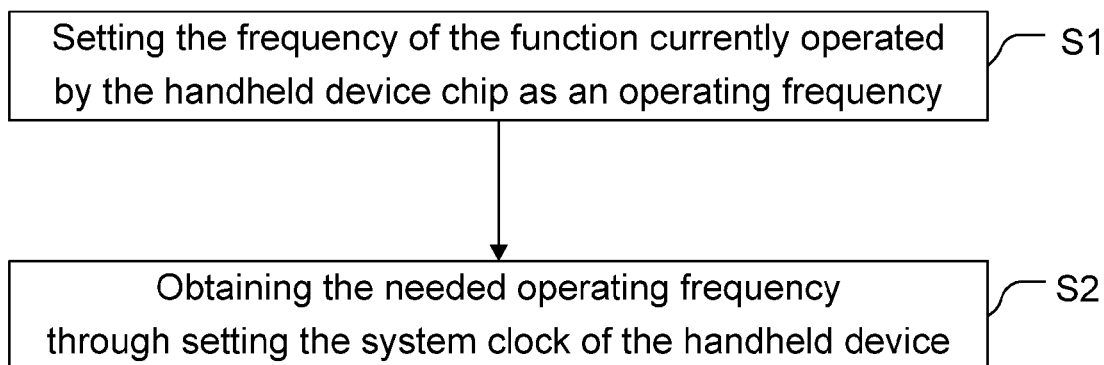 Setting the frequency of the function currently operated
by the handheld device chip as an operating frequency
S1
Obtaining the needed operating frequency
through setting the system clock of the handheld device
S2